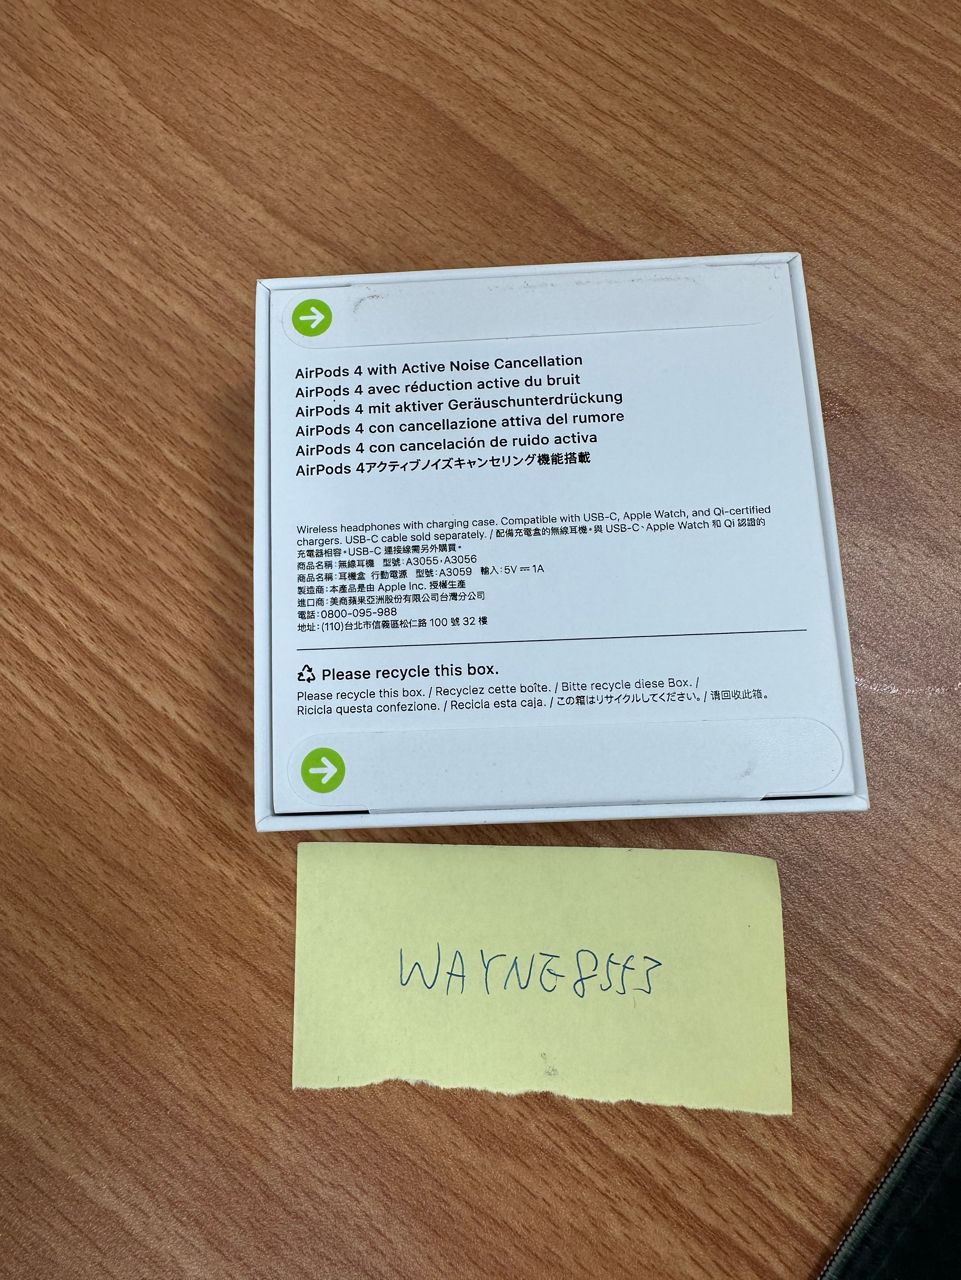 AirPods 4 with Active Noise Cancellation
AirPods 4 avec réduction active du bruit
AirPods 4 mit aktiver Geräuschunterdrückung
AirPods 4 con cancellazione attiva del rumore
AirPods 4 con cancelación de ruido activa
AirPods 4アクティブノイズキャンセリング機能搭載
Wireless headphones with charging case. Compatible with USB-C, Apple Watch, and Qi-certified
chargers. USB-C cable sold separately. / 配備充電盒的無線耳機。與 USB-C、Apple Watch 和 Qi 認證的
充電器相容。USB-C 連接線需另外購買。
商品名稱:無線耳機 型號:A3055,A3056
商品名稱:耳機盒 行動電源 型號:A3059 輸入:5V⎓1A
製造商:本產品是由 Apple Inc. 授權生產
進口商:美商蘋果亞洲股份有限公司台灣分公司
電話:0800-095-988
地址:(110)台北市信義區松仁路 100 號 32 樓
Please recycle this box.
Please recycle this box. / Recyclez cette boîte. / Bitte recycle diese Box. /
Ricicla questa confezione. / Recicla esta caja. / この箱はリサイクルしてください。/ 请回收此箱。
WAYNE8553